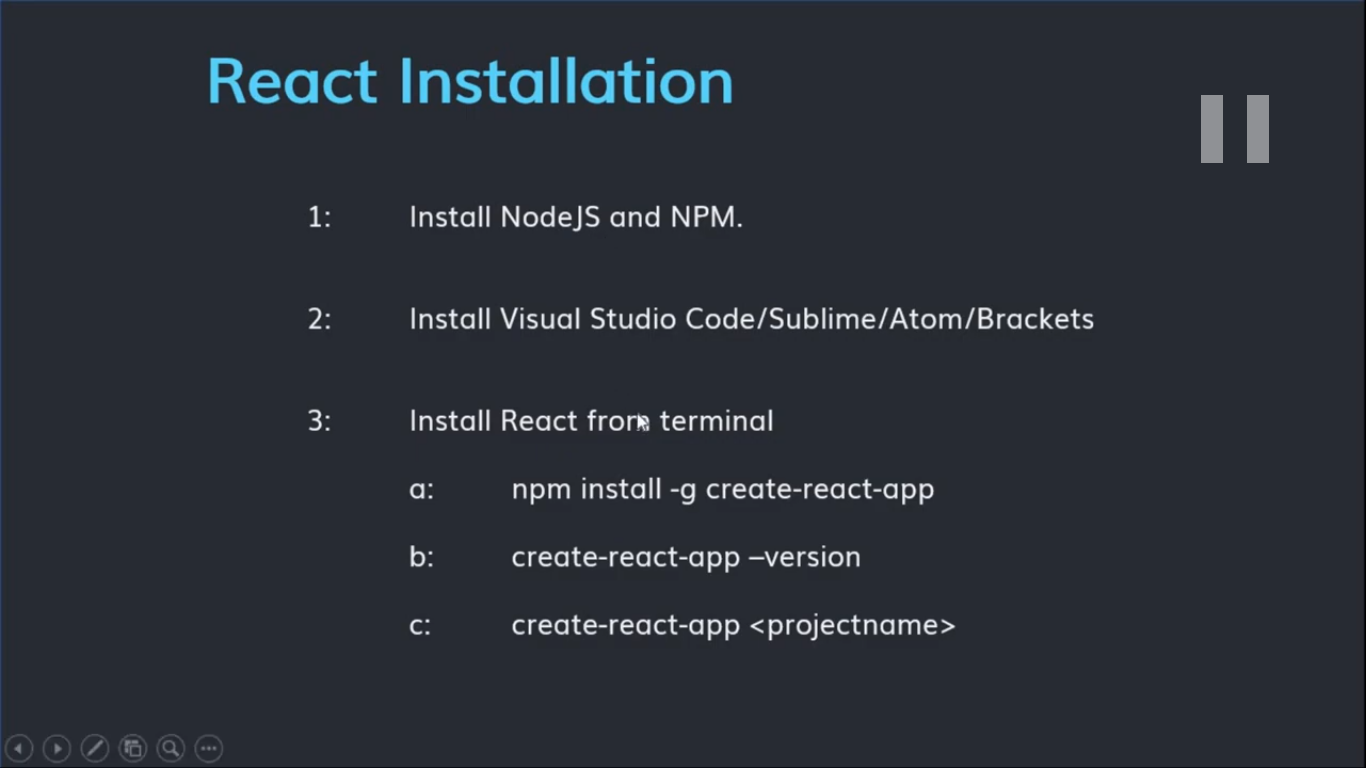 React Installation
1: Install NodeJS and NPM.
2: Install Visual Studio Code/Sublime/Atom/Brackets
3: Install React from terminal
a: npm install -g create-react-app
b: create-react-app –version
c: create-react-app <projectname>